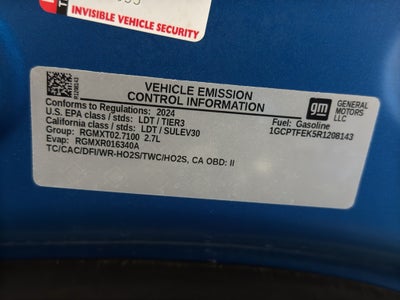 INVISIBLE VEHICLE SECURITY
VEHICLE EMISSION
CONTROL INFORMATION
gm
GENERAL
MOTORS
LLC
Conforms to Regulations: 2024
U.S. EPA class / stds: LDT / TIER3
California class / stds: LDT / SULEV30
Group: RGMXT02.7100 2.7L
Evap: RGMXR016340A
Fuel: Gasoline
1GCPTFEK5R1208143
TC/CAC/DFI/WR-HO2S/TWC/HO2S, CA OBD: II